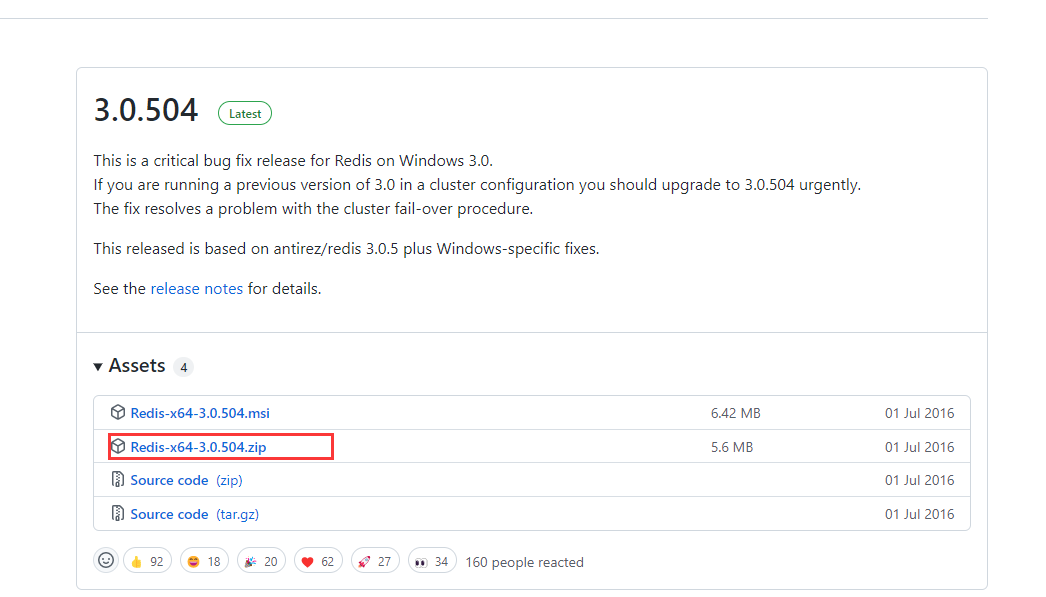 3.0.504 Latest
This is a critical bug fix release for Redis on Windows 3.0.
If you are running a previous version of 3.0 in a cluster configuration you should upgrade to 3.0.504 urgently.
The fix resolves a problem with the cluster fail-over procedure.
This released is based on antirez/redis 3.0.5 plus Windows-specific fixes.
See the release notes for details.
Assets 4
Redis-x64-3.0.504.msi 6.42 MB 01 Jul 2016
Redis-x64-3.0.504.zip 5.6 MB 01 Jul 2016
Source code (zip) 01 Jul 2016
Source code (tar.gz) 01 Jul 2016
92 18 20 62 27 34 160 people reacted